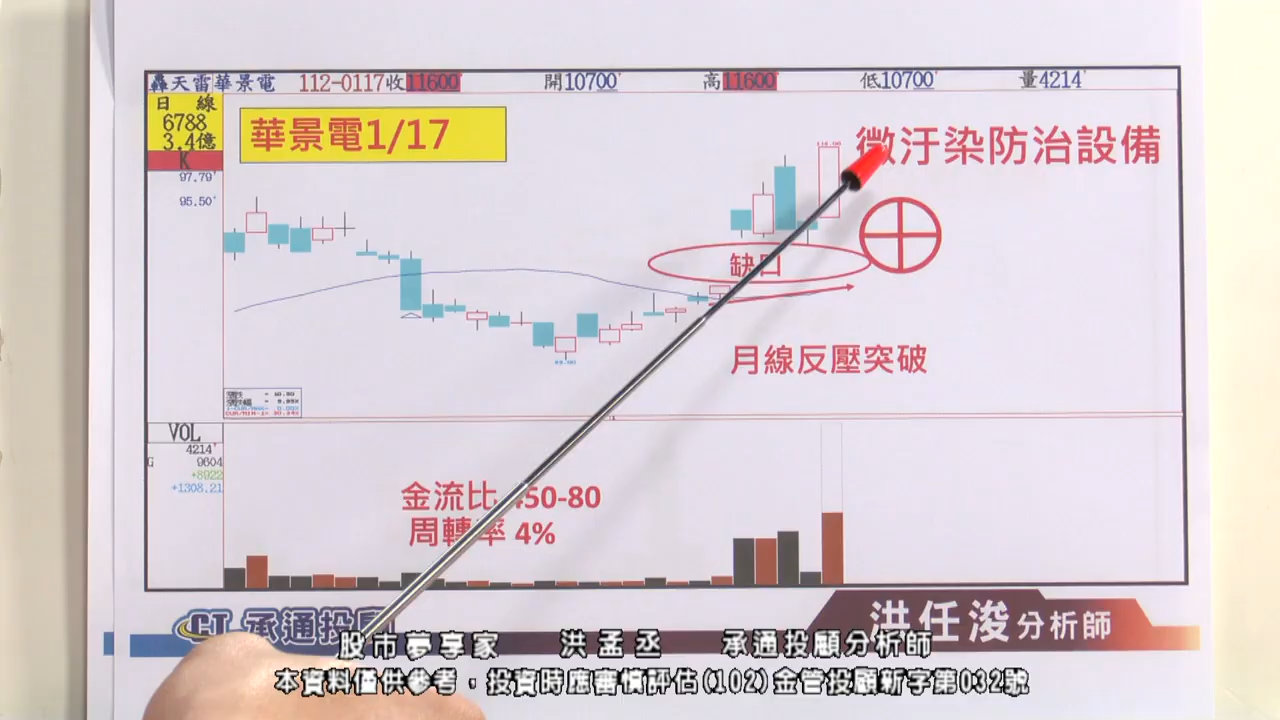 轟天雷華景電 112-0117收11600' 開10700' 高11600' 低10700' 量4214'
日 線
6788
3.4億
K
97.79'
95.50'
華景電1/17
微汙染防治設備
缺口
月線反壓突破
VOL
4214'
G 9604
+8922
+1308.21
金流比 450-80
周轉率 4%
CT 承通投顧
洪任浚分析師
股市夢享家 洪孟丞 承通投顧分析師
本資料僅供參考，投資時應審慎評估(102)金管投顧新字第032號